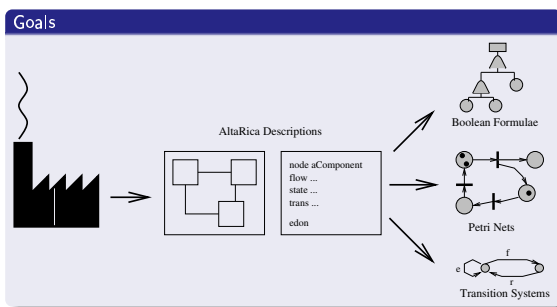 Goals
AltaRica Descriptions
node aComponent
flow ...
state ...
trans ...
edon
Boolean Formulae
Petri Nets
e
f
r
Transition Systems